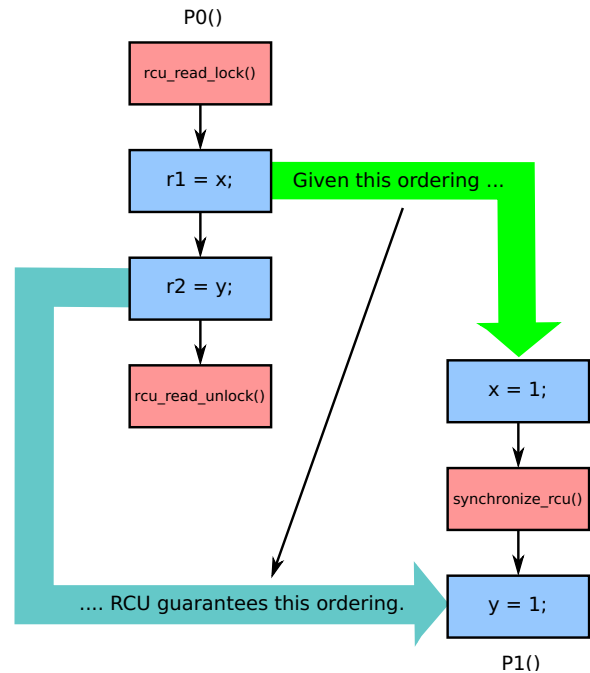 P0()
rcu_read_lock()
r1 = x;
Given this ordering ...
r2 = y;
rcu_read_unlock()
x = 1;
synchronize_rcu()
.... RCU guarantees this ordering.
y = 1;
P1()